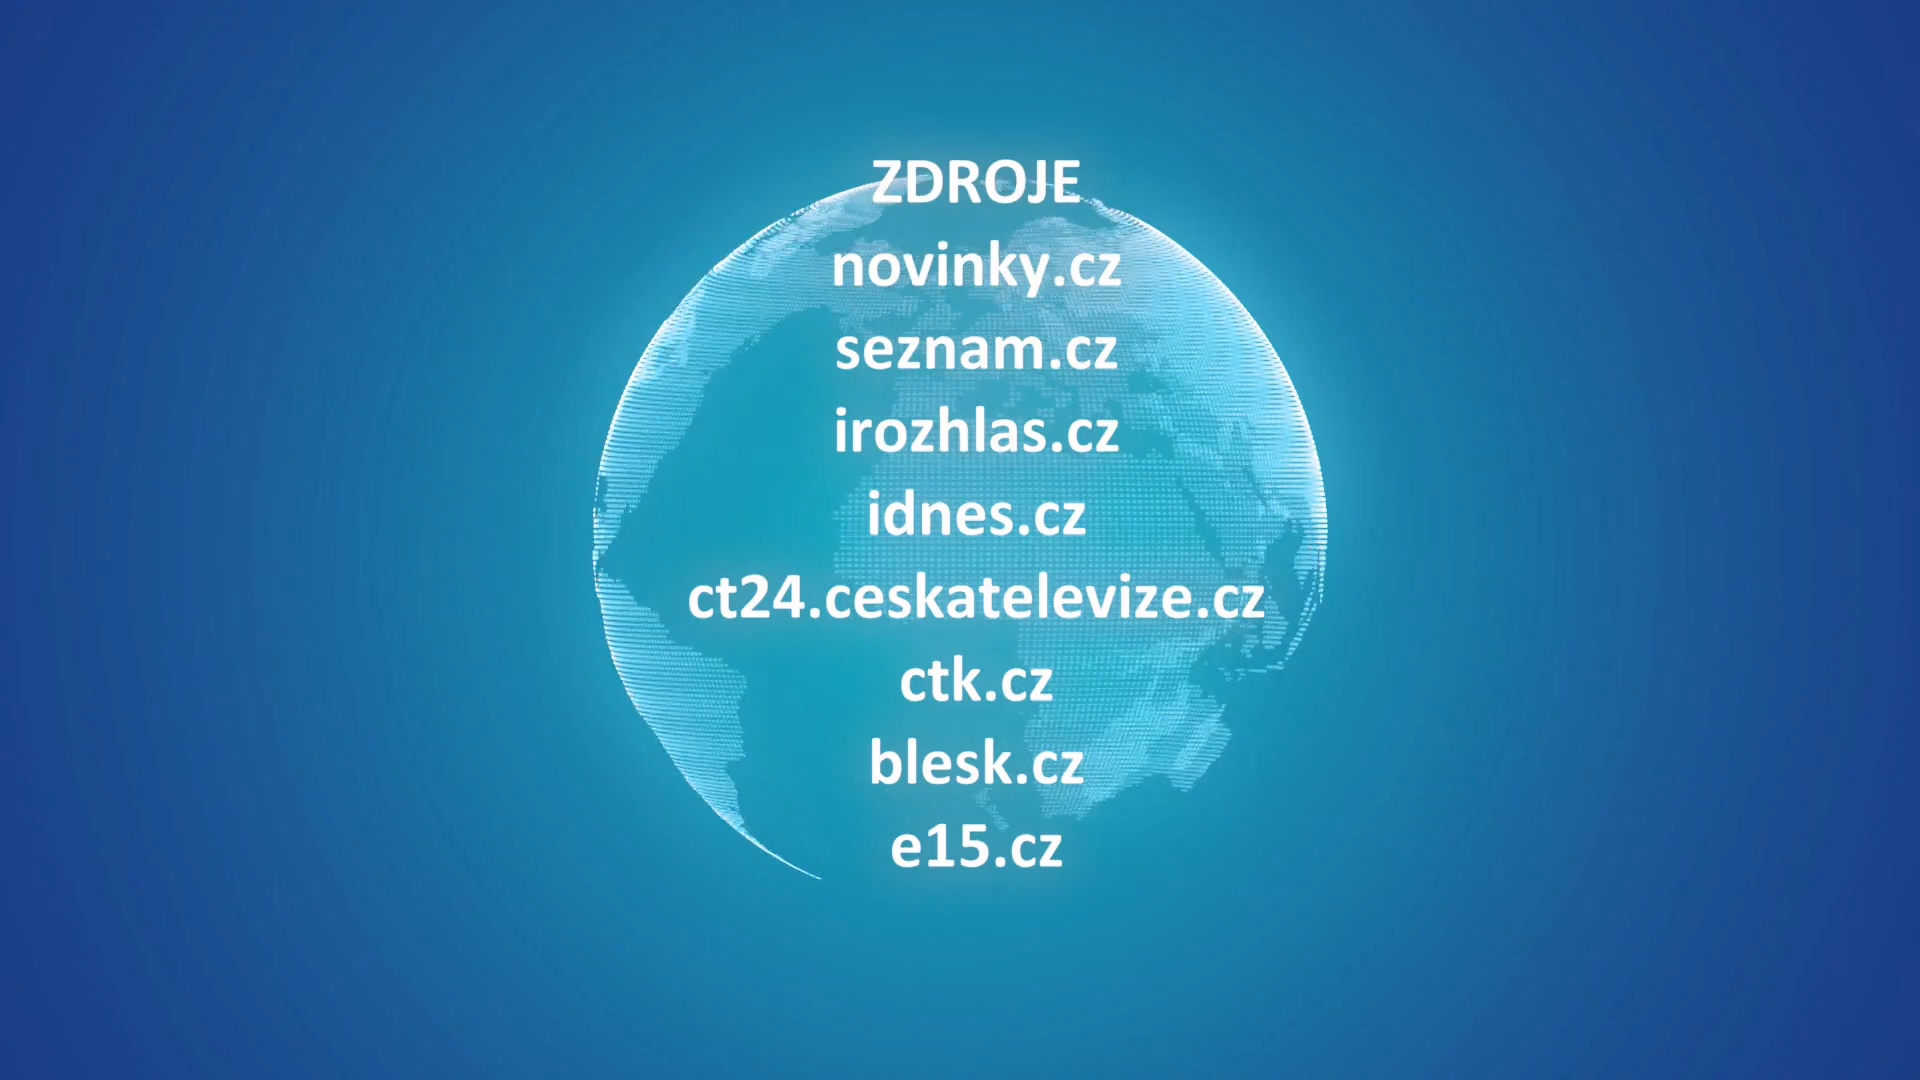 ZDROJE
novinky.cz
seznam.cz
irozhlas.cz
idnes.cz
ct24.ceskatelevize.cz
ctk.cz
blesk.cz
e15.cz